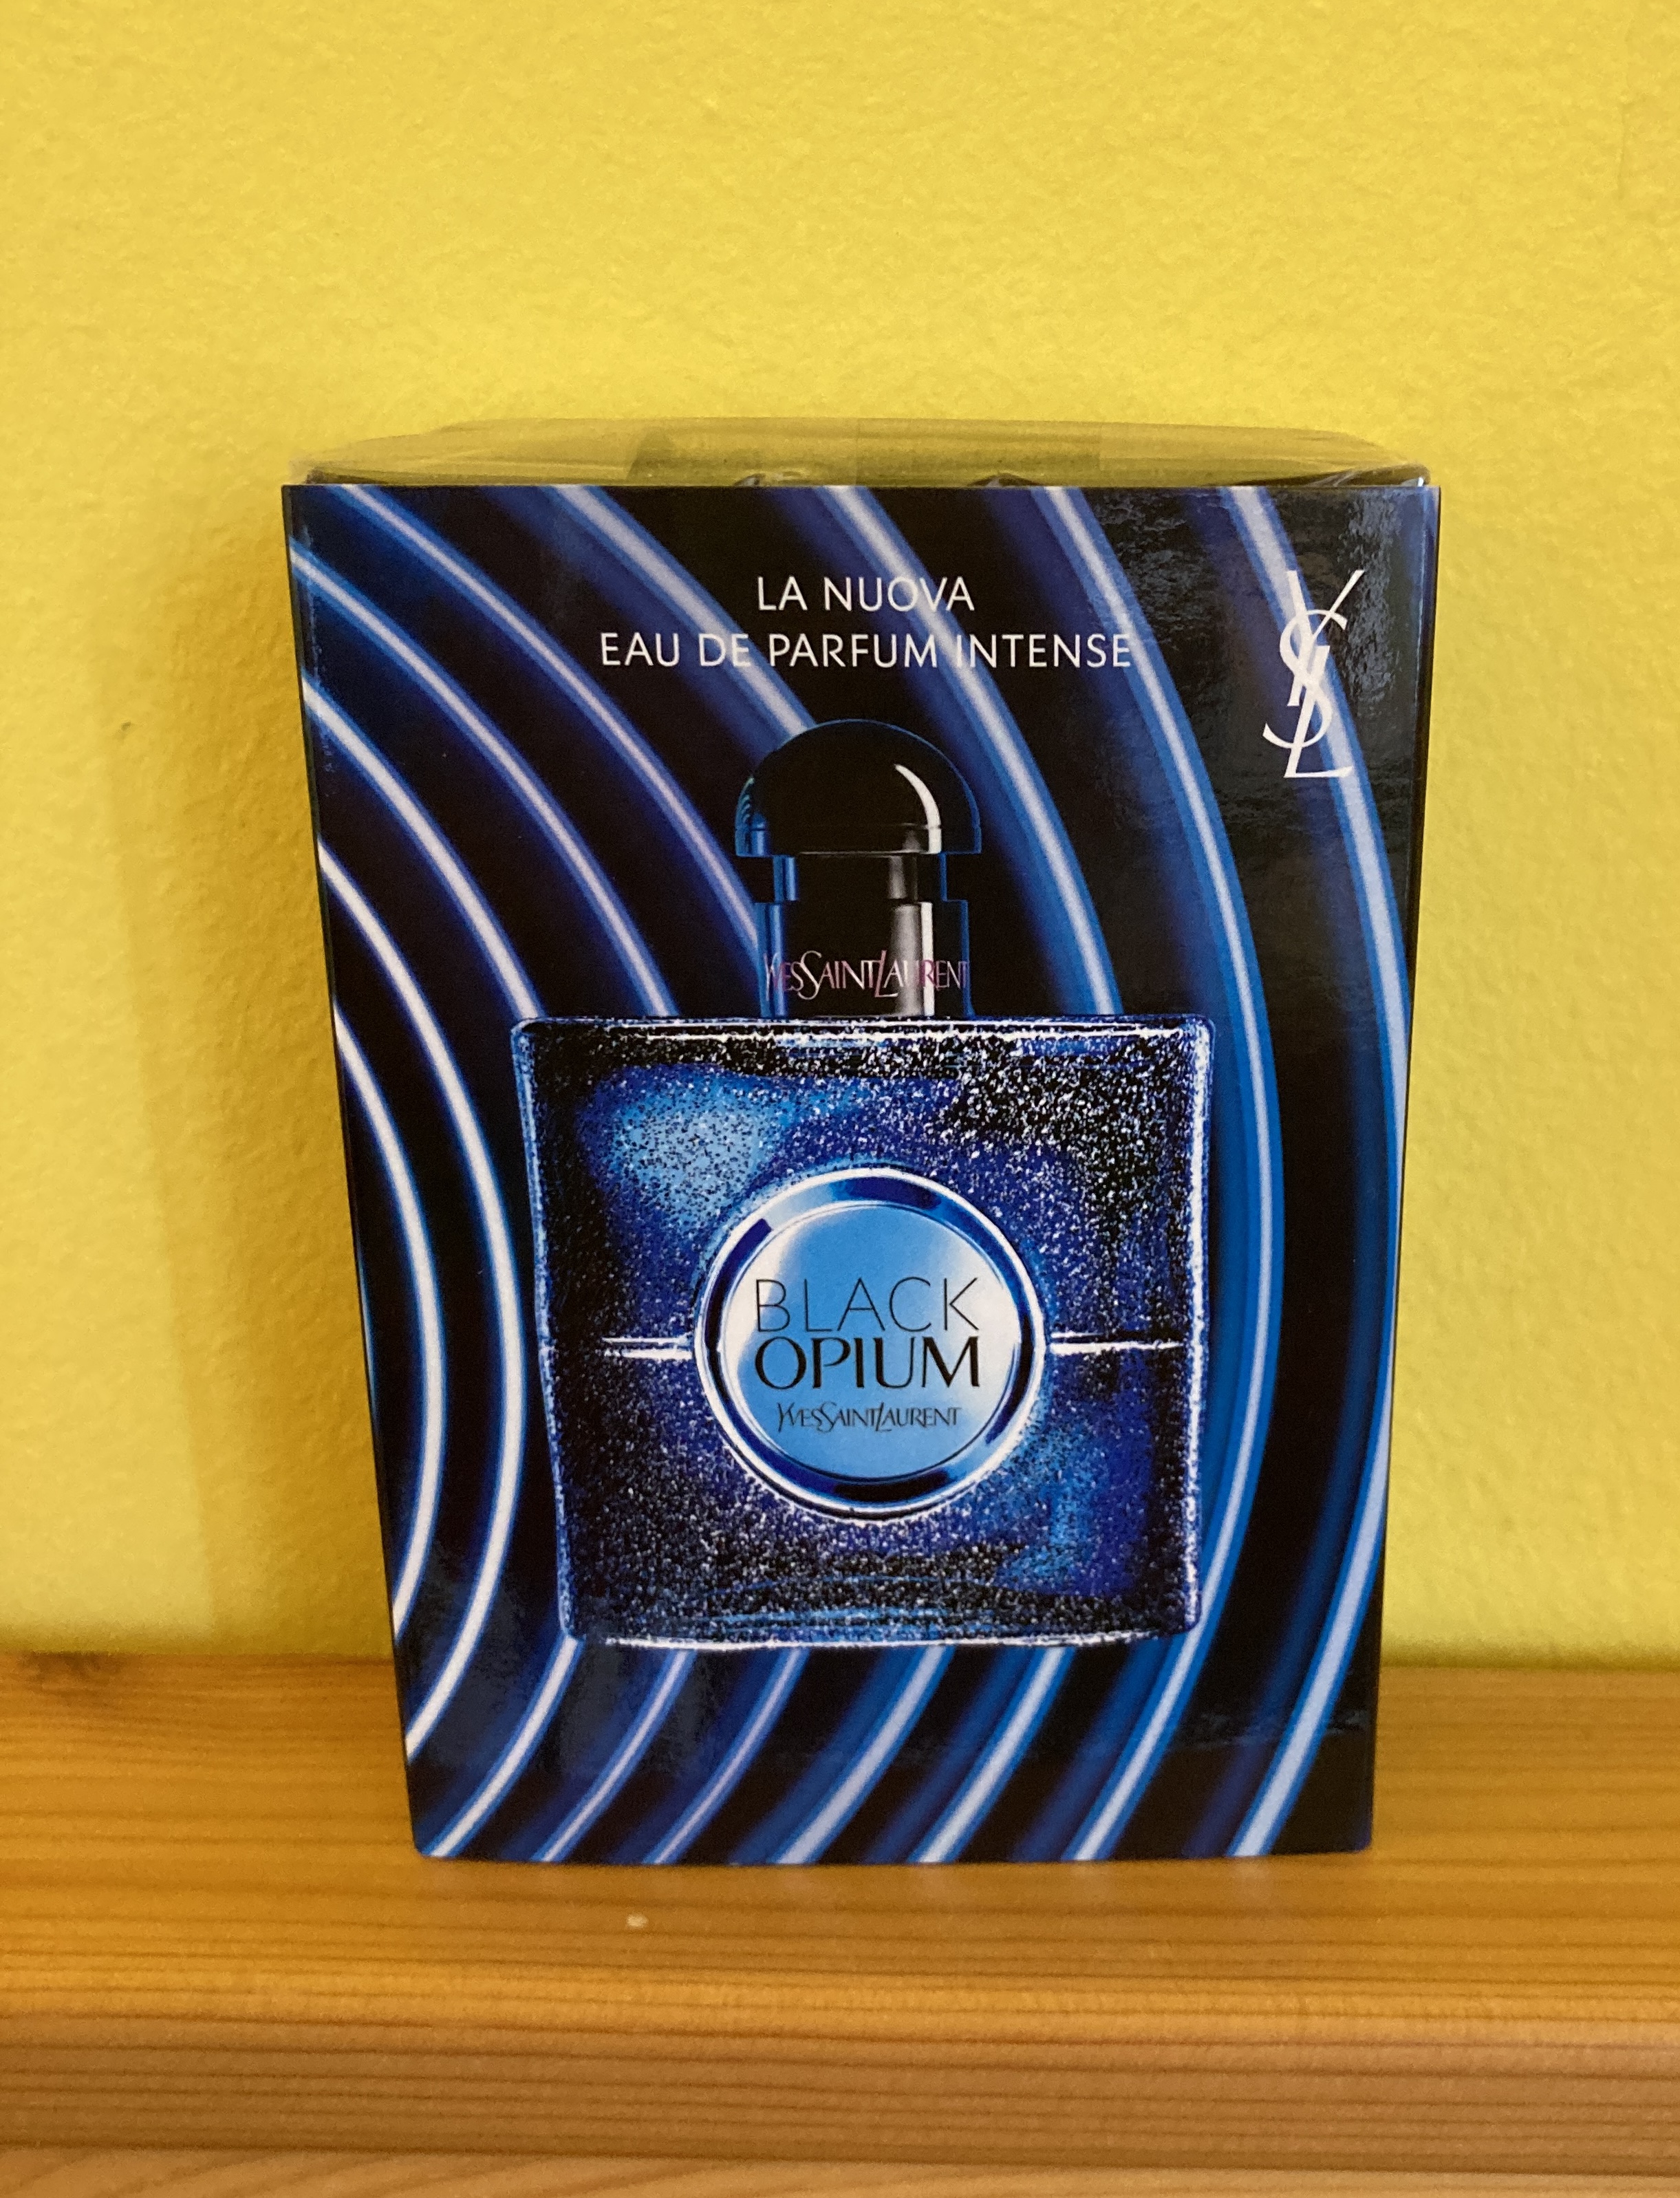 LA NUOVA
EAU DE PARFUM INTENSE
YSL
YVESSAINTLAURENT
BLACK
OPIUM
YVESSAINTLAURENT